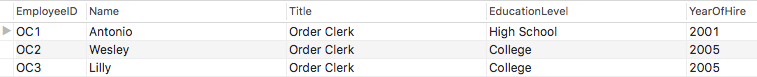 EmployeeID Name Title EducationLevel YearOfHire
OC1 Antonio Order Clerk High School 2001
OC2 Wesley Order Clerk College 2005
OC3 Lilly Order Clerk College 2005